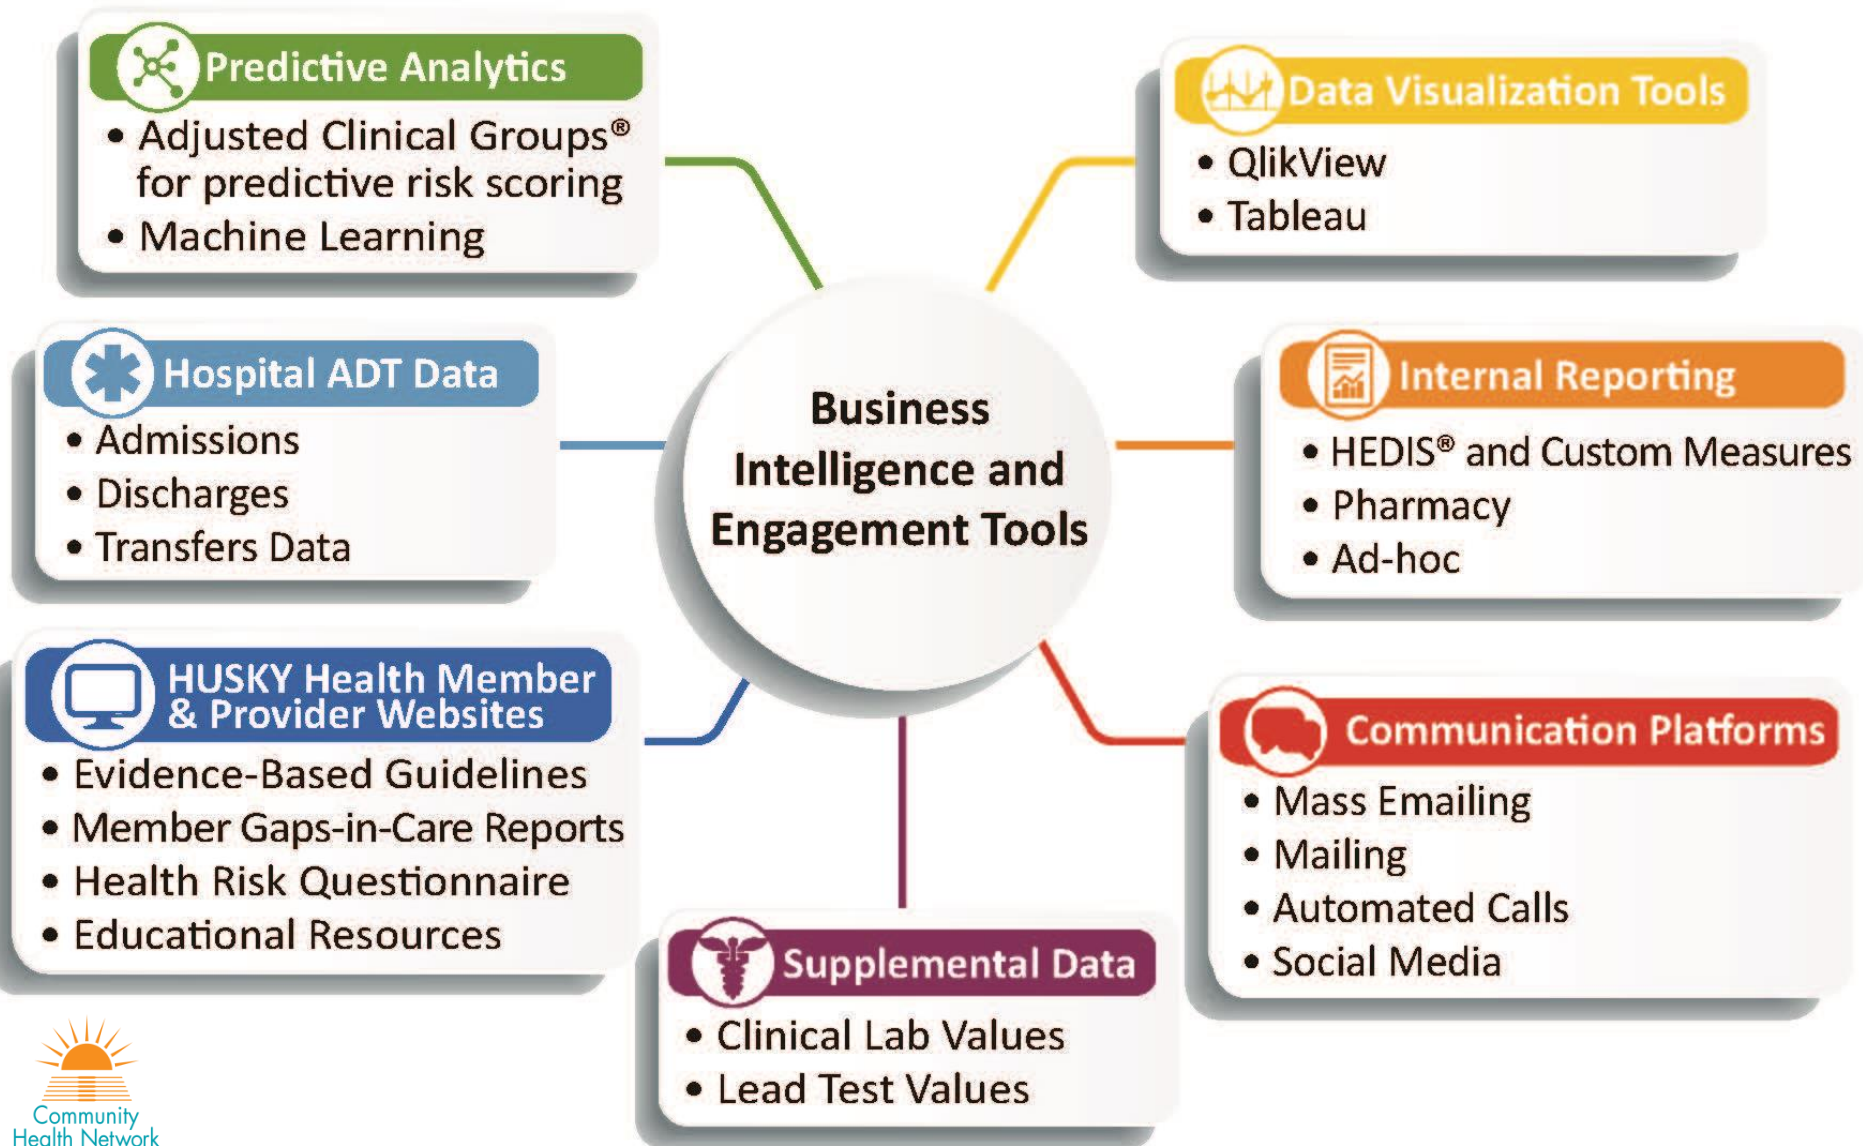 Predictive Analytics
• Adjusted Clinical Groups®
for predictive risk scoring
• Machine Learning
Data Visualization Tools
• QlikView
• Tableau
Hospital ADT Data
• Admissions
• Discharges
• Transfers Data
Business
Intelligence and
Engagement Tools
Internal Reporting
• HEDIS® and Custom Measures
• Pharmacy
• Ad-hoc
HUSKY Health Member
& Provider Websites
• Evidence-Based Guidelines
• Member Gaps-in-Care Reports
• Health Risk Questionnaire
• Educational Resources
Communication Platforms
• Mass Emailing
• Mailing
• Automated Calls
• Social Media
Supplemental Data
• Clinical Lab Values
• Lead Test Values
Community
Health Network